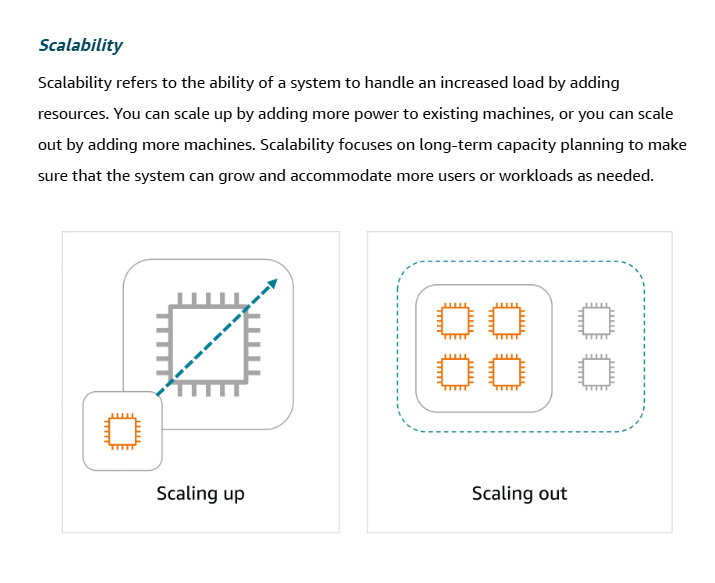 Scalability
Scalability refers to the ability of a system to handle an increased load by adding
resources. You can scale up by adding more power to existing machines, or you can scale
out by adding more machines. Scalability focuses on long-term capacity planning to make
sure that the system can grow and accommodate more users or workloads as needed.
Scaling up
Scaling out